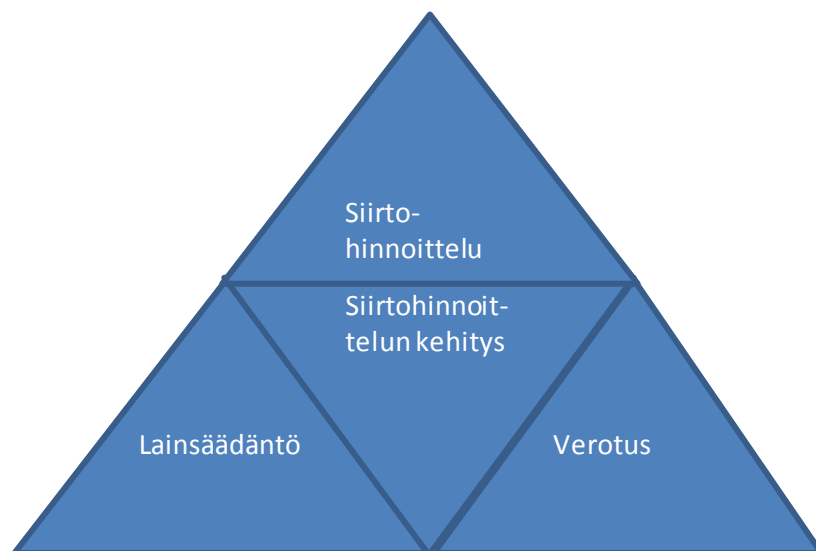 Siirto-
hinnoittelu
Siirtohinnoit-
telun kehitys
Lainsäädäntö
Verotus